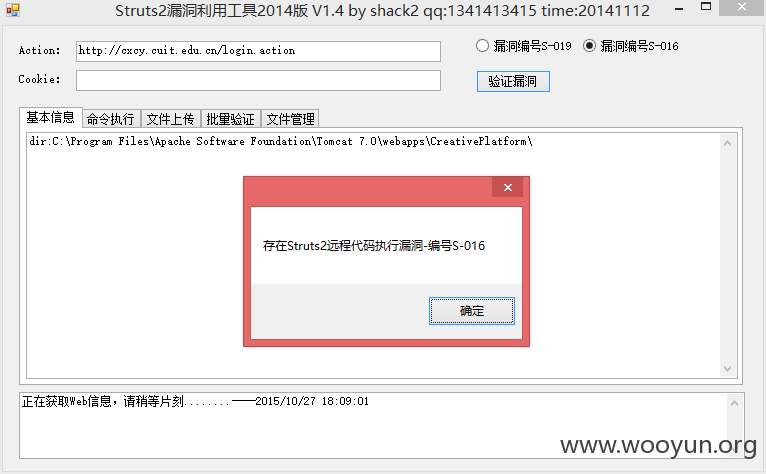 Struts2漏洞利用工具2014版 V1.4 by shack2 qq:1341413415 time:20141112
Action: http://cxcy.cuit.edu.cn/login.action 漏洞编号S-019 漏洞编号S-016
Cookie: 验证漏洞
基本信息 命令执行 文件上传 批量验证 文件管理
dir:C:\Program Files\Apache Software Foundation\Tomcat 7.0\webapps\CreativePlatform\
存在Struts2远程代码执行漏洞-编号S-016
确定
正在获取Web信息，请稍等片刻........——2015/10/27 18:09:01
www.wooyun.org